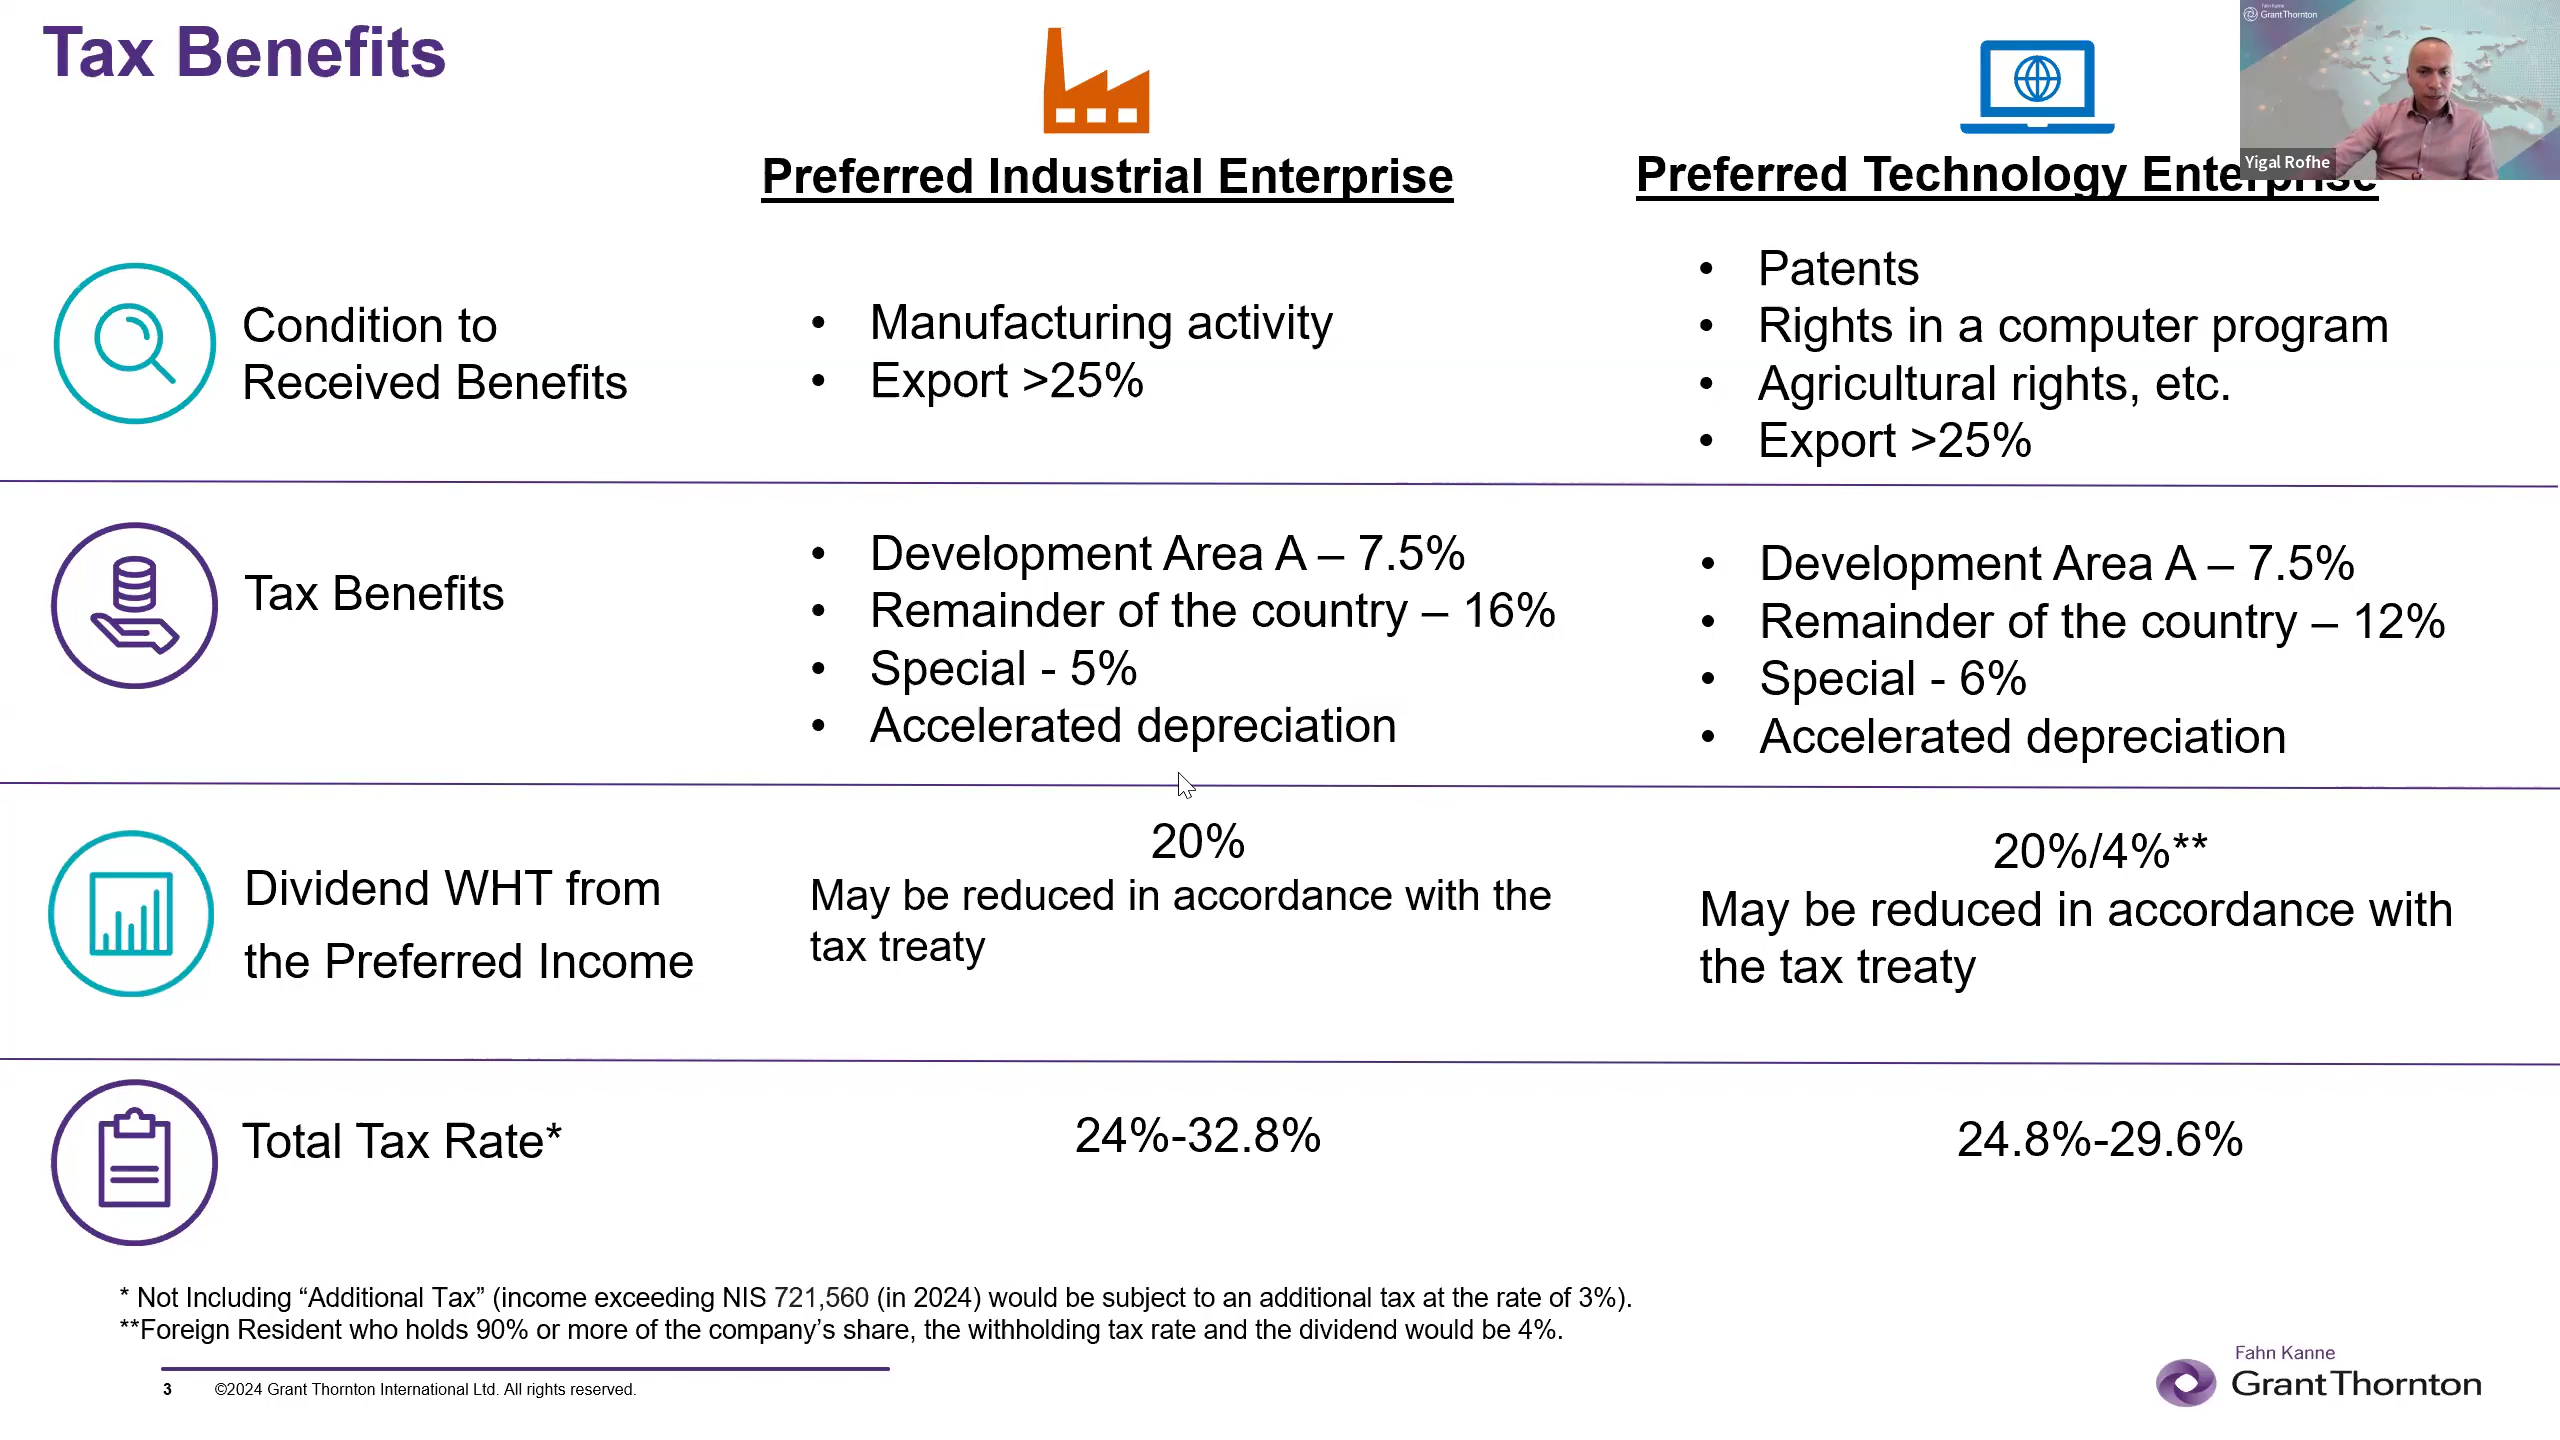 Tax Benefits
Fahn Kanne
GrantThornton
Yigal Rofhe
Preferred Industrial Enterprise
Preferred Technology Enterprise
Condition to
Received Benefits
• Manufacturing activity
• Export >25%
• Patents
• Rights in a computer program
• Agricultural rights, etc.
• Export >25%
Tax Benefits
• Development Area A – 7.5%
• Remainder of the country – 16%
• Special - 5%
• Accelerated depreciation
• Development Area A – 7.5%
• Remainder of the country – 12%
• Special - 6%
• Accelerated depreciation
Dividend WHT from
the Preferred Income
20%
May be reduced in accordance with the
tax treaty
20%/4%**
May be reduced in accordance with
the tax treaty
Total Tax Rate*
24%-32.8%
24.8%-29.6%
* Not Including “Additional Tax” (income exceeding NIS 721,560 (in 2024) would be subject to an additional tax at the rate of 3%).
**Foreign Resident who holds 90% or more of the company’s share, the withholding tax rate and the dividend would be 4%.
3 ©2024 Grant Thornton International Ltd. All rights reserved.
Fahn Kanne
GrantThornton